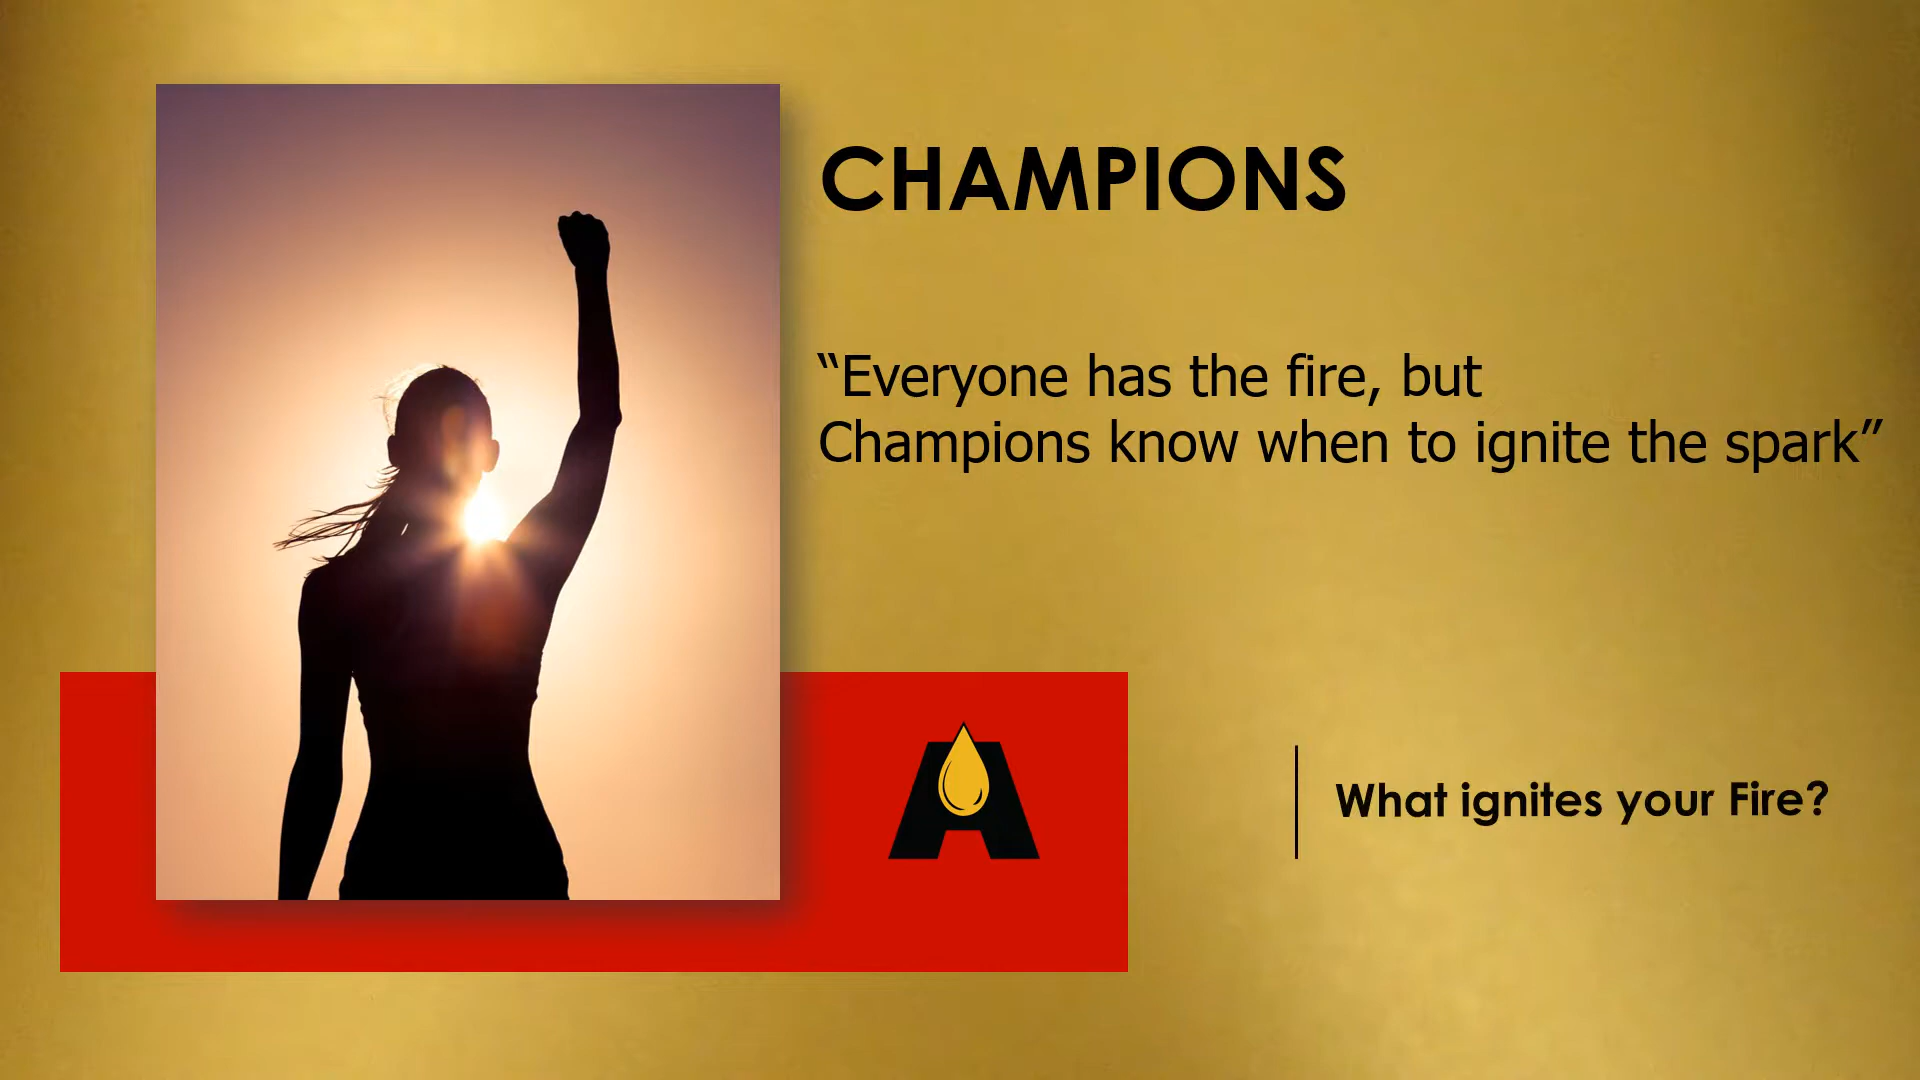 CHAMPIONS
“Everyone has the fire, but
Champions know when to ignite the spark”
A
What ignites your Fire?